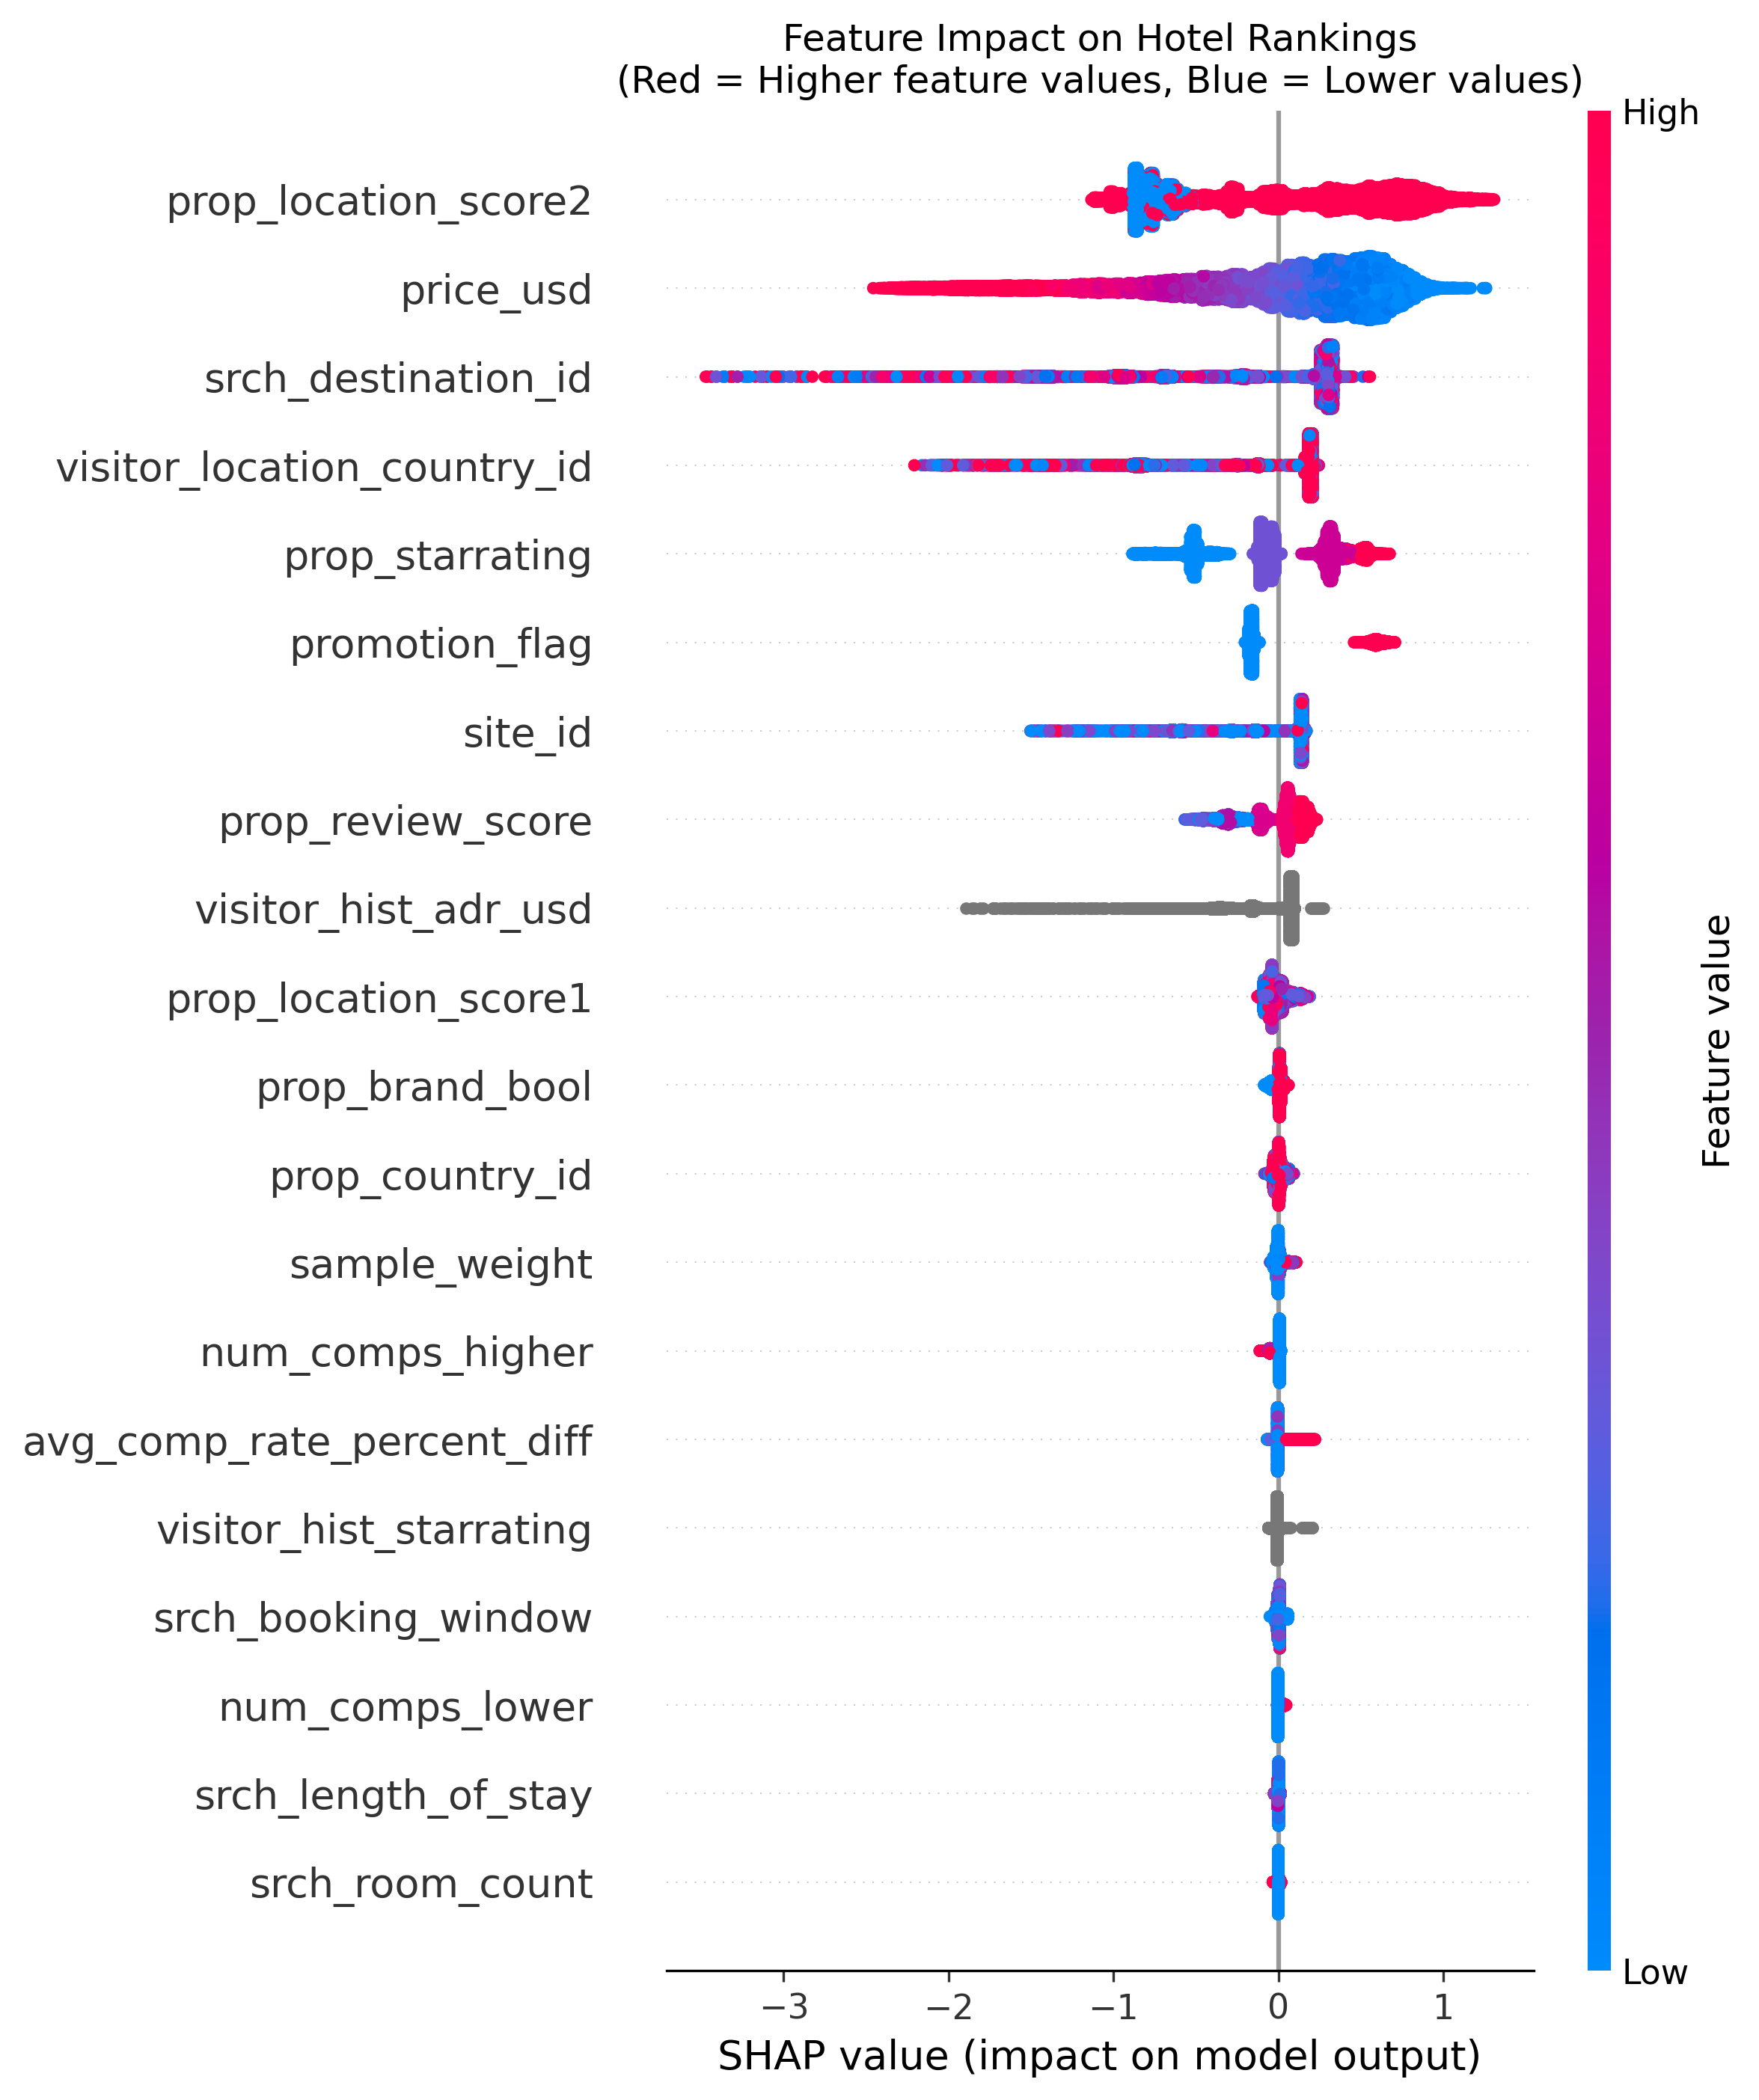 Feature Impact on Hotel Rankings
(Red = Higher feature values, Blue = Lower values)
High
prop_location_score2
price_usd
srch_destination_id
visitor_location_country_id
prop_starrating
promotion_flag
site_id
prop_review_score
visitor_hist_adr_usd
prop_location_score1
prop_brand_bool
prop_country_id
sample_weight
num_comps_higher
avg_comp_rate_percent_diff
visitor_hist_starrating
srch_booking_window
num_comps_lower
srch_length_of_stay
srch_room_count
Feature value
Low
−3 −2 −1 0 1
SHAP value (impact on model output)